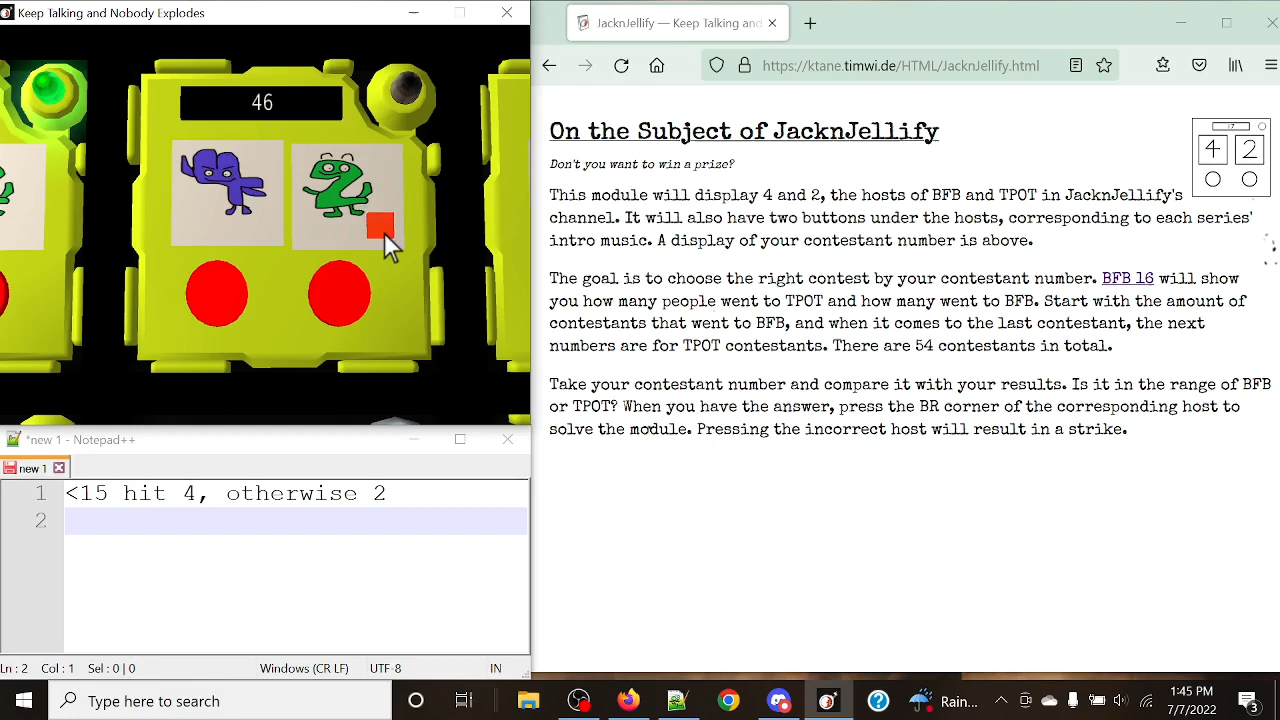 Keep Talking and Nobody Explodes
46
*new 1 - Notepad++
new 1
1 <15 hit 4, otherwise 2
2
Ln : 2 Col : 1 Sel : 0 | 0 Windows (CR LF) UTF-8 IN
JacknJellify — Keep Talking and
https://ktane.timwi.de/HTML/JacknJellify.html
On the Subject of JacknJellify
17
4 2
Don't you want to win a prize?
This module will display 4 and 2, the hosts of BFB and TPOT in JacknJellify's
channel. It will also have two buttons under the hosts, corresponding to each series'
intro music. A display of your contestant number is above.
The goal is to choose the right contest by your contestant number. BFB 16 will show
you how many people went to TPOT and how many went to BFB. Start with the amount of
contestants that went to BFB, and when it comes to the last contestant, the next
numbers are for TPOT contestants. There are 54 contestants in total.
Take your contestant number and compare it with your results. Is it in the range of BFB
or TPOT? When you have the answer, press the BR corner of the corresponding host to
solve the module. Pressing the incorrect host will result in a strike.
Type here to search
Rain...
1:45 PM
7/7/2022
3